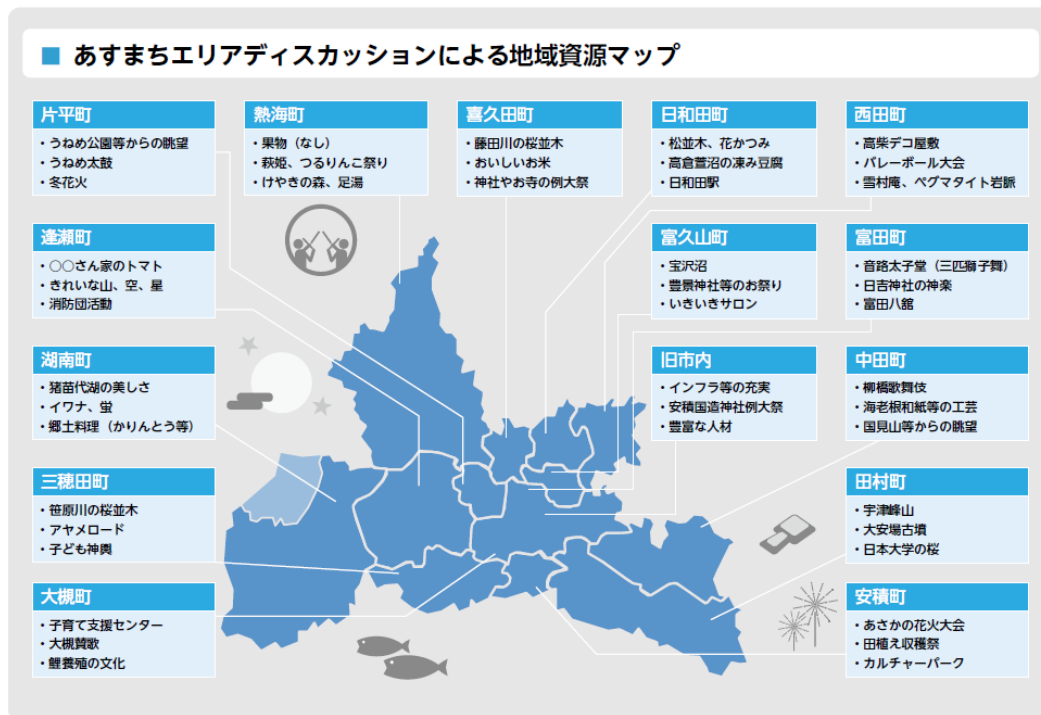 ■ あすまちエリアディスカッションによる地域資源マップ
片平町
・うねめ公園等からの眺望
・うねめ太鼓
・冬花火
熱海町
・果物（なし）
・萩姫、つるりんこ祭り
・けやきの森、足湯
喜久田町
・藤田川の桜並木
・おいしいお米
・神社やお寺の例大祭
日和田町
・松並木、花かつみ
・高倉萱沼の凍み豆腐
・日和田駅
西田町
・高柴デコ屋敷
・バレーボール大会
・雪村庵、ペグマタイト岩脈
逢瀬町
・○○さん家のトマト
・きれいな山、空、星
・消防団活動
富久山町
・宝沢沼
・豊景神社等のお祭り
・いきいきサロン
富田町
・音路太子堂（三匹獅子舞）
・日吉神社の神楽
・富田八舘
湖南町
・猪苗代湖の美しさ
・イワナ、蛍
・郷土料理（かりんとう等）
旧市内
・インフラ等の充実
・安積国造神社例大祭
・豊富な人材
中田町
・柳橋歌舞伎
・海老根和紙等の工芸
・国見山等からの眺望
三穂田町
・笹原川の桜並木
・アヤメロード
・子ども神輿
田村町
・宇津峰山
・大安場古墳
・日本大学の桜
大槻町
・子育て支援センター
・大槻賛歌
・鯉養殖の文化
安積町
・あさかの花火大会
・田植え収穫祭
・カルチャーパーク